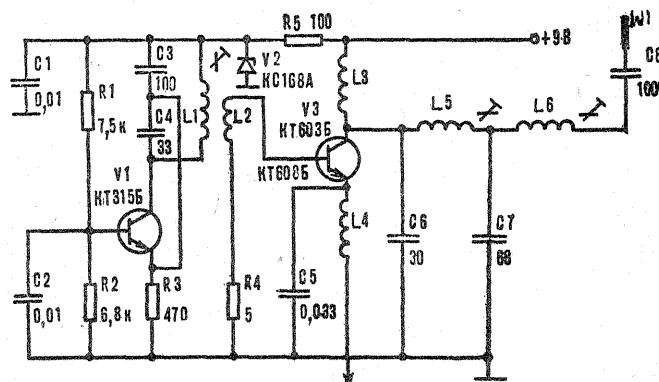 R5 100
+9В
W1
C1
0,01
C3
100
V2
КС168А
L3
C8
R1
7,5к
C4
33
L1
L2
V3
КТ603Б
КТ608Б
L5
L6
V1
КТ315Б
L4
C6
30
C7
68
C2
0,01
R2
6,8к
R3
470
R4
5
C5
0,033